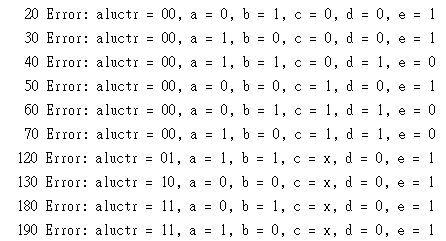 20 Error: aluctr = 00, a = 0, b = 1, c = 0, d = 0, e = 1
30 Error: aluctr = 00, a = 1, b = 0, c = 0, d = 0, e = 1
40 Error: aluctr = 00, a = 1, b = 1, c = 0, d = 1, e = 0
50 Error: aluctr = 00, a = 0, b = 0, c = 1, d = 0, e = 1
60 Error: aluctr = 00, a = 0, b = 1, c = 1, d = 1, e = 0
70 Error: aluctr = 00, a = 1, b = 0, c = 1, d = 1, e = 0
120 Error: aluctr = 01, a = 1, b = 1, c = x, d = 0, e = 1
130 Error: aluctr = 10, a = 0, b = 0, c = x, d = 0, e = 1
180 Error: aluctr = 11, a = 0, b = 0, c = x, d = 0, e = 1
190 Error: aluctr = 11, a = 1, b = 0, c = x, d = 0, e = 1